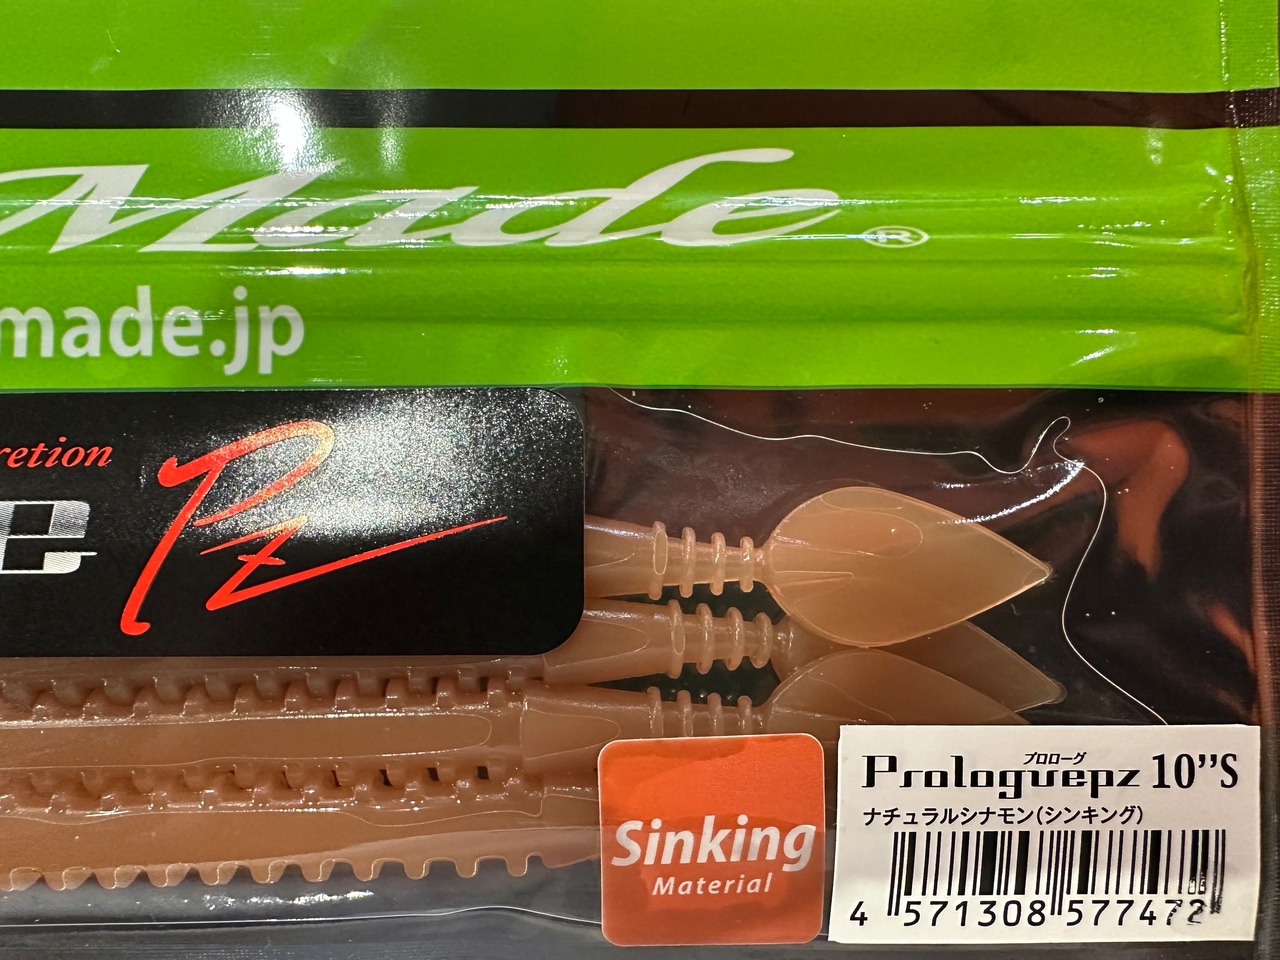 Made®
made.jp
retion
Pz
Sinking
Material
プロローグ
Prologuepz 10"S
ナチュラルシナモン(シンキング)
4 571308 577472